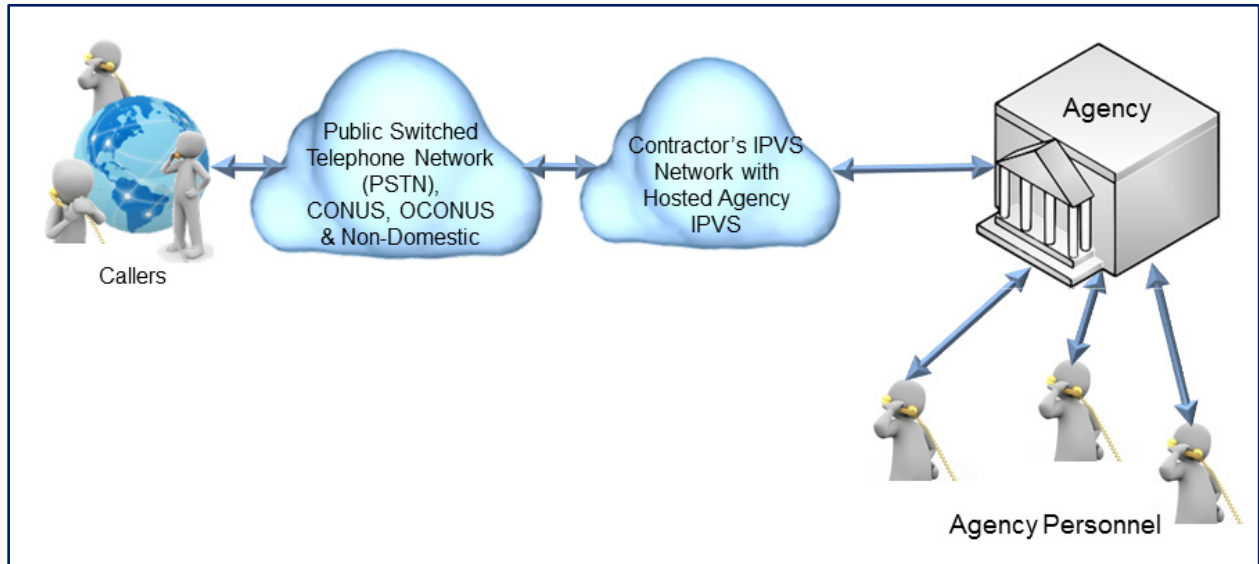 Callers
Public Switched
Telephone Network
(PSTN),
CONUS, OCONUS
& Non-Domestic
Contractor's IPVS
Network with
Hosted Agency
IPVS
Agency
Agency Personnel